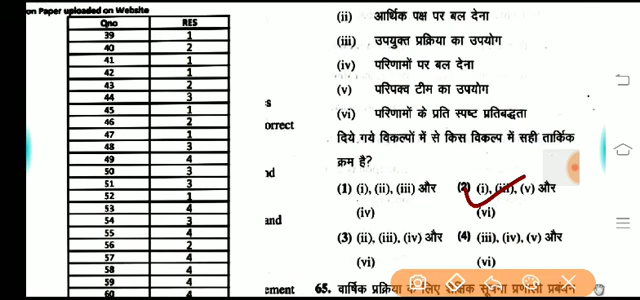 on Paper uploaded on Website
Qno RES
39 1
40 2
41 1
42 1
43 2
44 3
45 1
46 2
47 1
48 3
49 4
50 3
51 3
52 1
53 4
54 3
55 4
56 2
57 4
58 4
59 4
60 4
s
orrect
nd
and
ement
(ii) आर्थिक पक्ष पर बल देना
(iii) उपयुक्त प्रक्रिया का उपयोग
(iv) परिणामों पर बल देना
(v) परिपक्व टीम का उपयोग
(vi) परिणामों के प्रति स्पष्ट प्रतिबद्धता
दिये गये विकल्पों में से किस विकल्प में सही तार्किक
क्रम है?
(1) (i), (ii), (iii) और (2) (i), (iii), (v) और
(iv) (vi)
(3) (ii), (iii), (iv) और (4) (iii), (iv), (v) और
(vi) (vi)
65. वार्षिक प्रक्रिया के लिए सूचना प्रणाली प्रबंधन